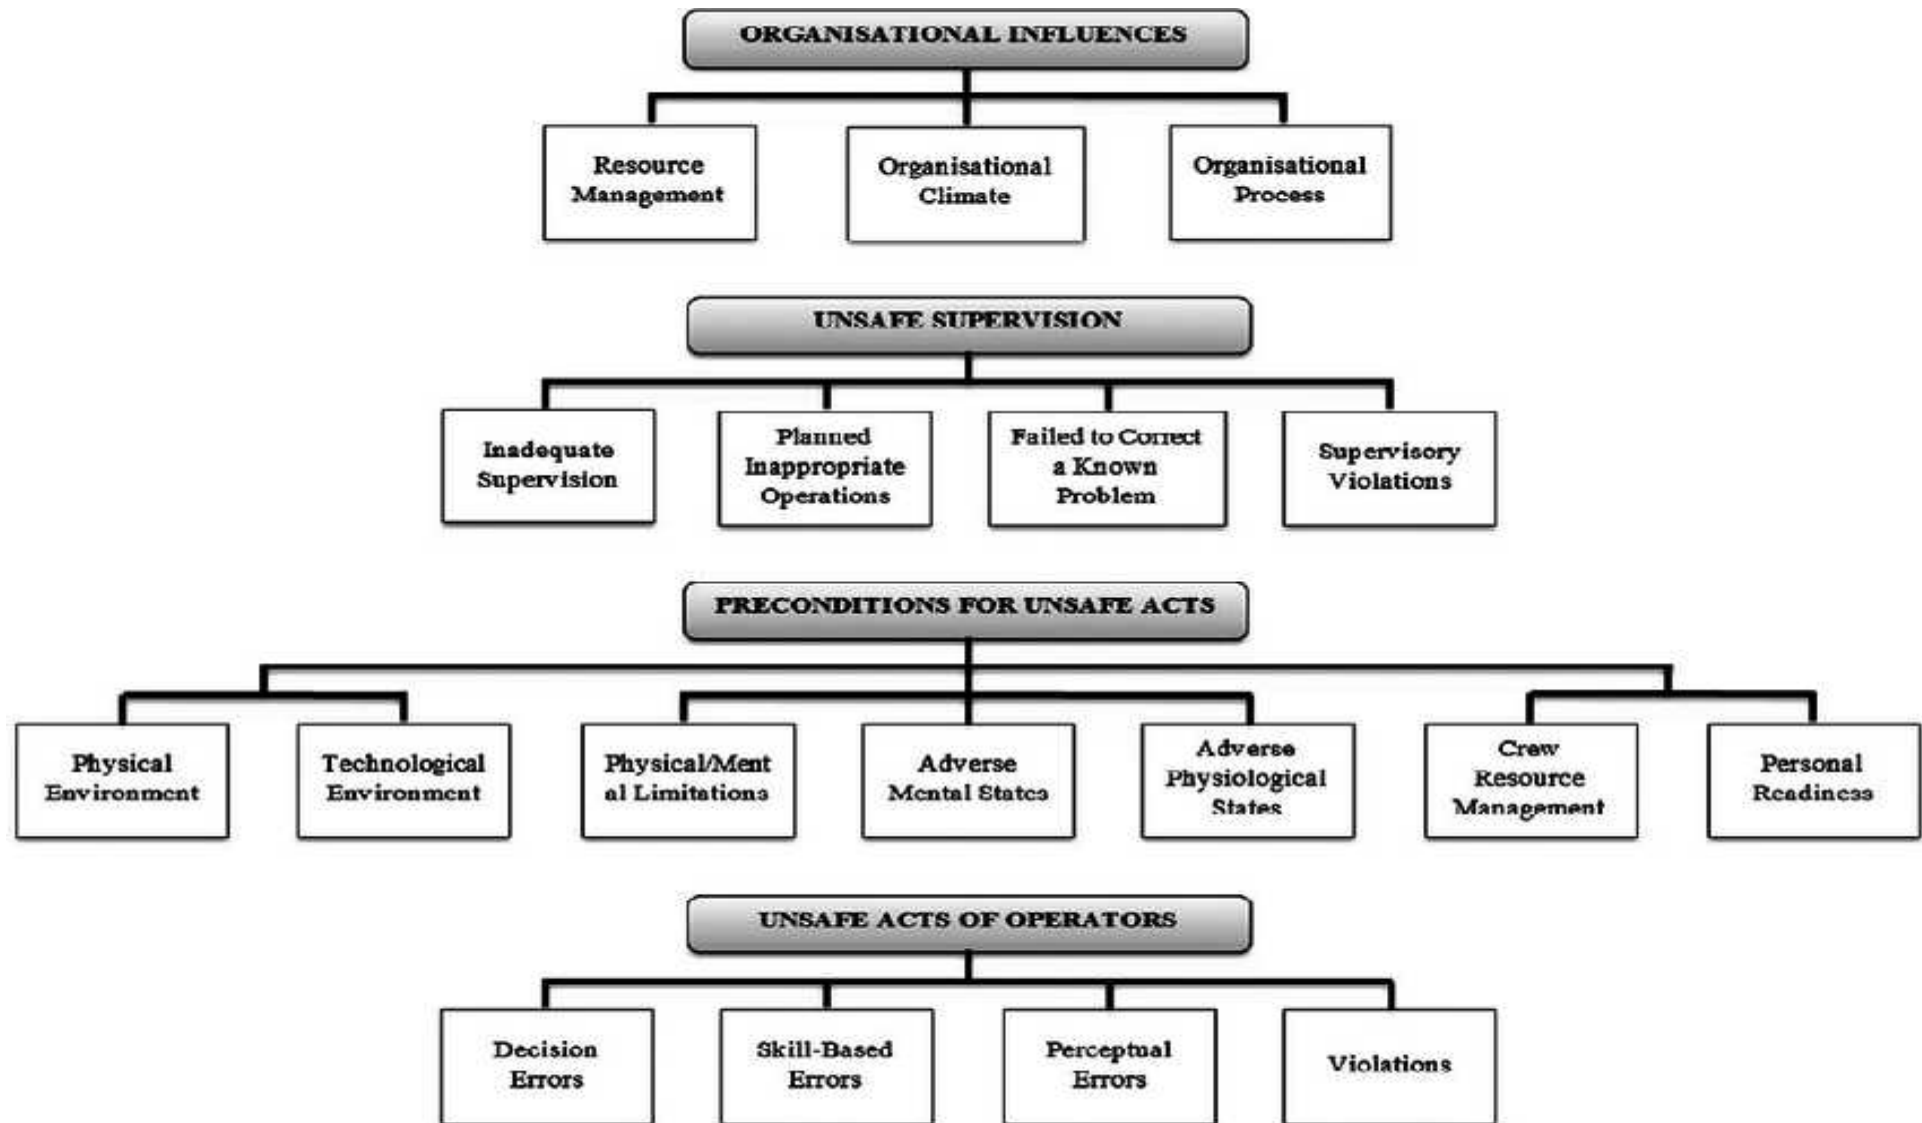 ORGANISATIONAL INFLUENCES
Resource
Management
Organisational
Climate
Organisational
Process
UNSAFE SUPERVISION
Inadequate
Supervision
Planned
Inappropriate
Operations
Failed to Correct
a Known
Problem
Supervisory
Violations
PRECONDITIONS FOR UNSAFE ACTS
Physical
Environment
Technological
Environment
Physical/Ment
al Limitations
Adverse
Mental States
Adverse
Physiological
States
Crew
Resource
Management
Personal
Readiness
UNSAFE ACTS OF OPERATORS
Decision
Errors
Skill-Based
Errors
Perceptual
Errors
Violations